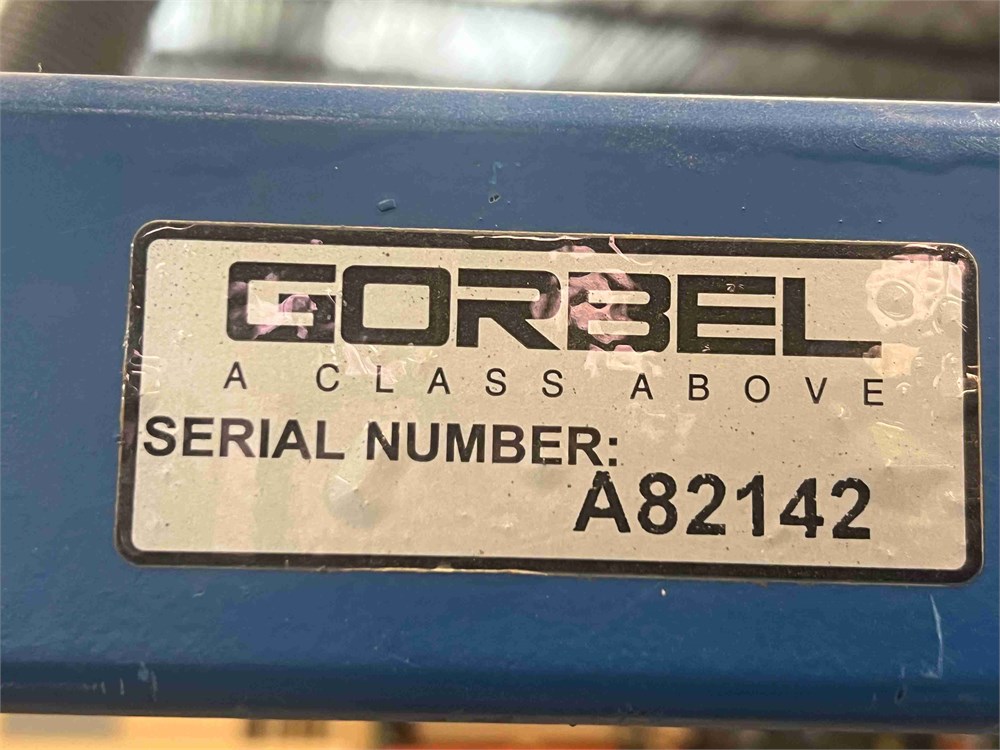 GORBEL
A CLASS ABOVE
SERIAL NUMBER:
A82142